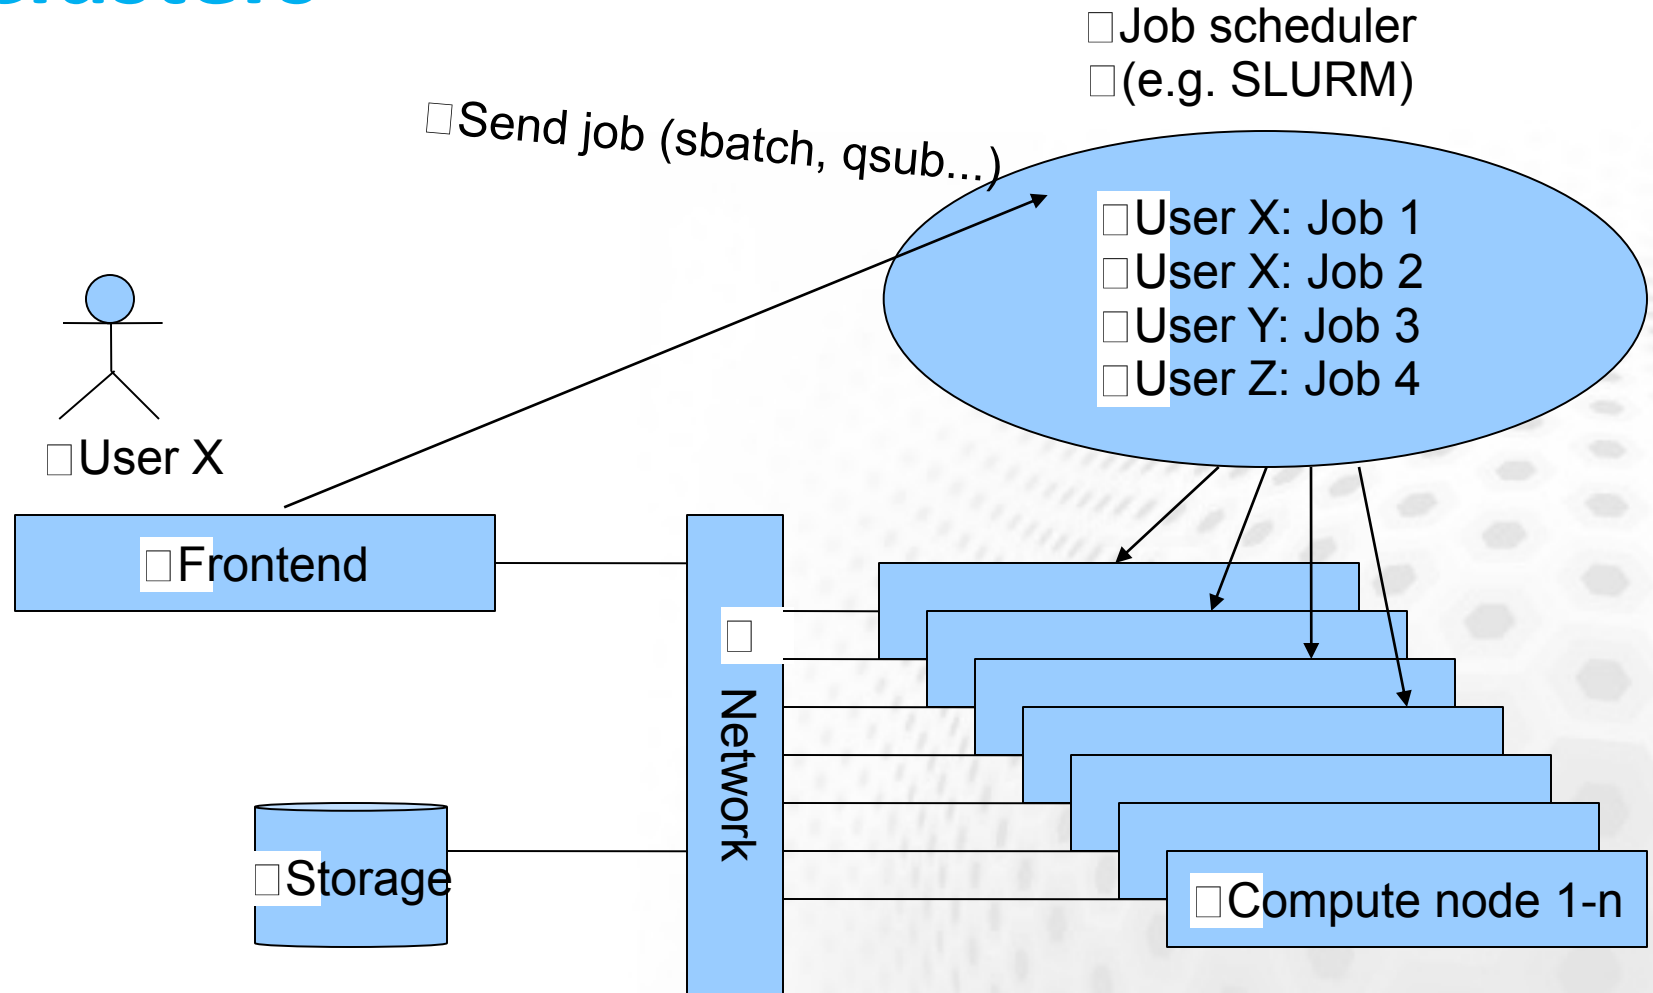 Job scheduler
(e.g. SLURM)
Send job (sbatch, qsub...)
User X: Job 1
User X: Job 2
User Y: Job 3
User Z: Job 4
User X
Frontend
Network
Storage
Compute node 1-n